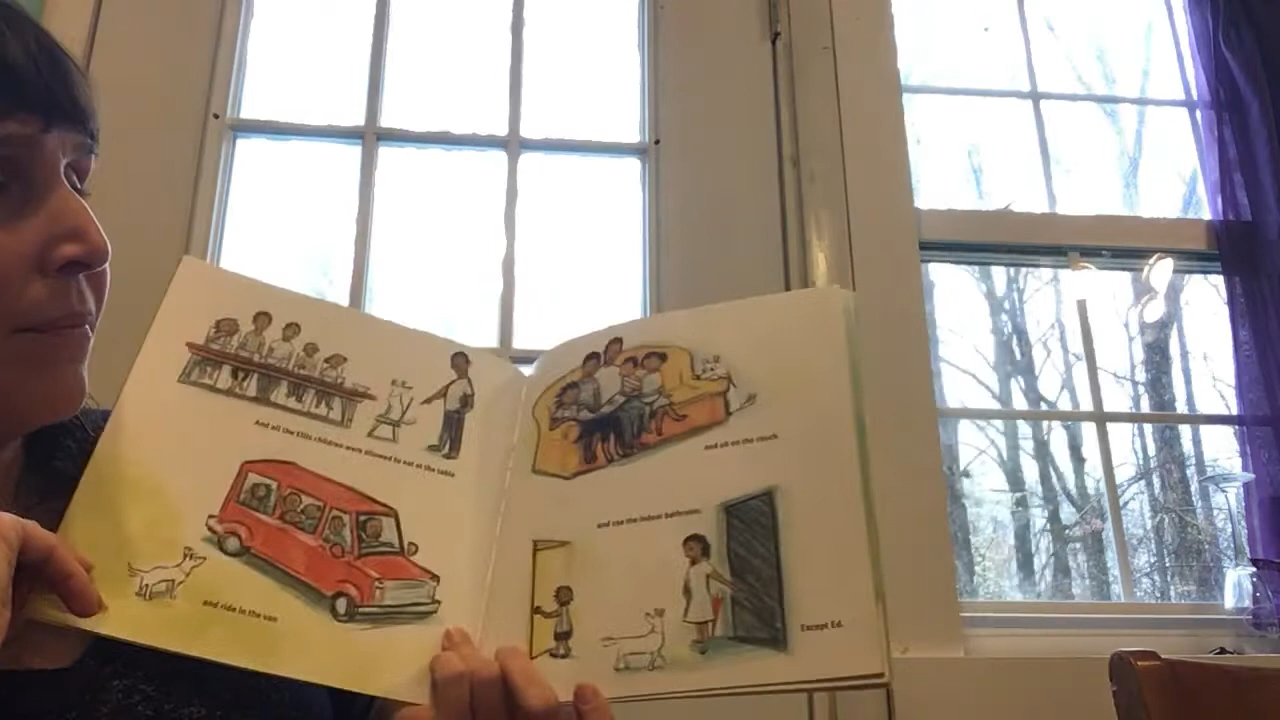 And all the Ellis children were allowed to eat at the table
and ride in the van
and sit on the couch
and use the indoor bathroom.
Except Ed.